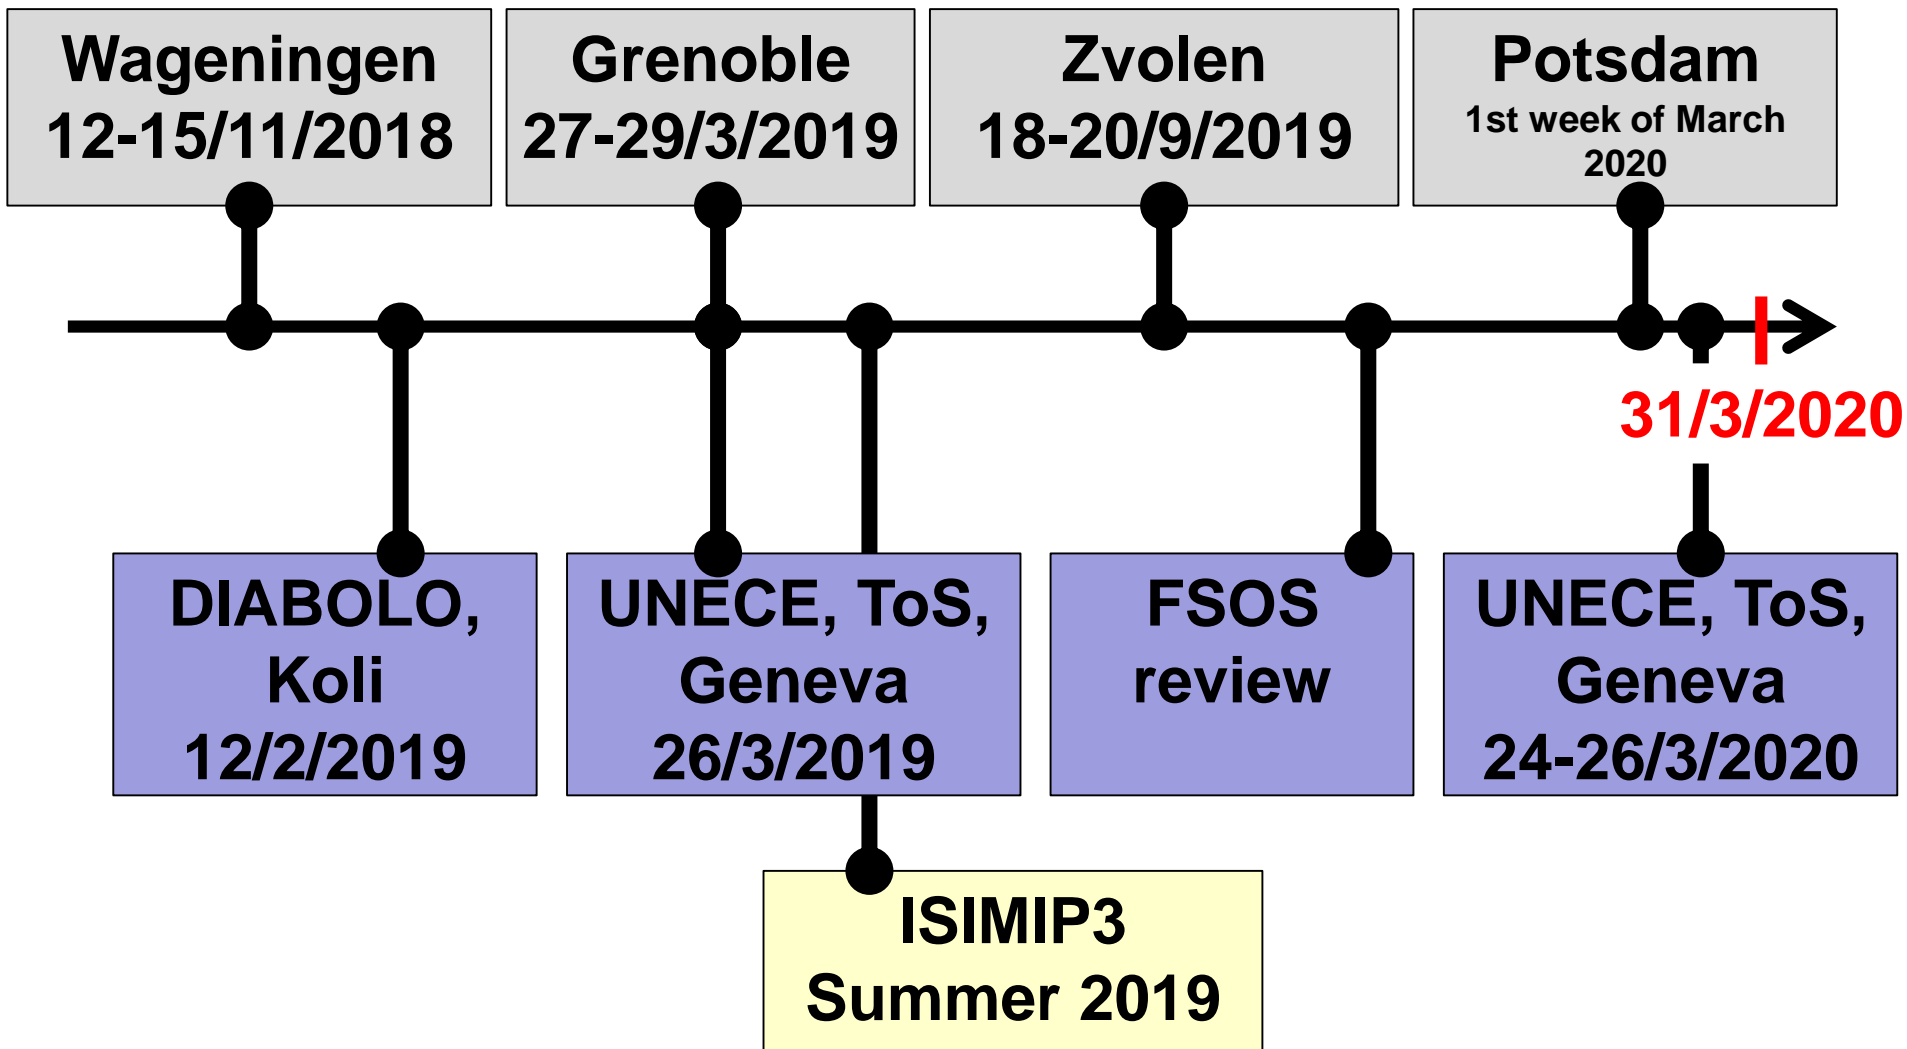 Wageningen
12-15/11/2018
Grenoble
27-29/3/2019
Zvolen
18-20/9/2019
Potsdam
1st week of March
2020
31/3/2020
DIABOLO,
Koli
12/2/2019
UNECE, ToS,
Geneva
26/3/2019
FSOS
review
UNECE, ToS,
Geneva
24-26/3/2020
ISIMIP3
Summer 2019